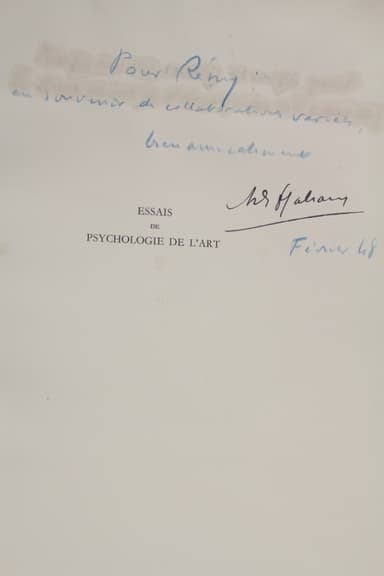 Pour Rémy
en souvenir de collaborations variées,
bien amicalement
ESSAIS
DE
PSYCHOLOGIE DE L'ART
Février 48